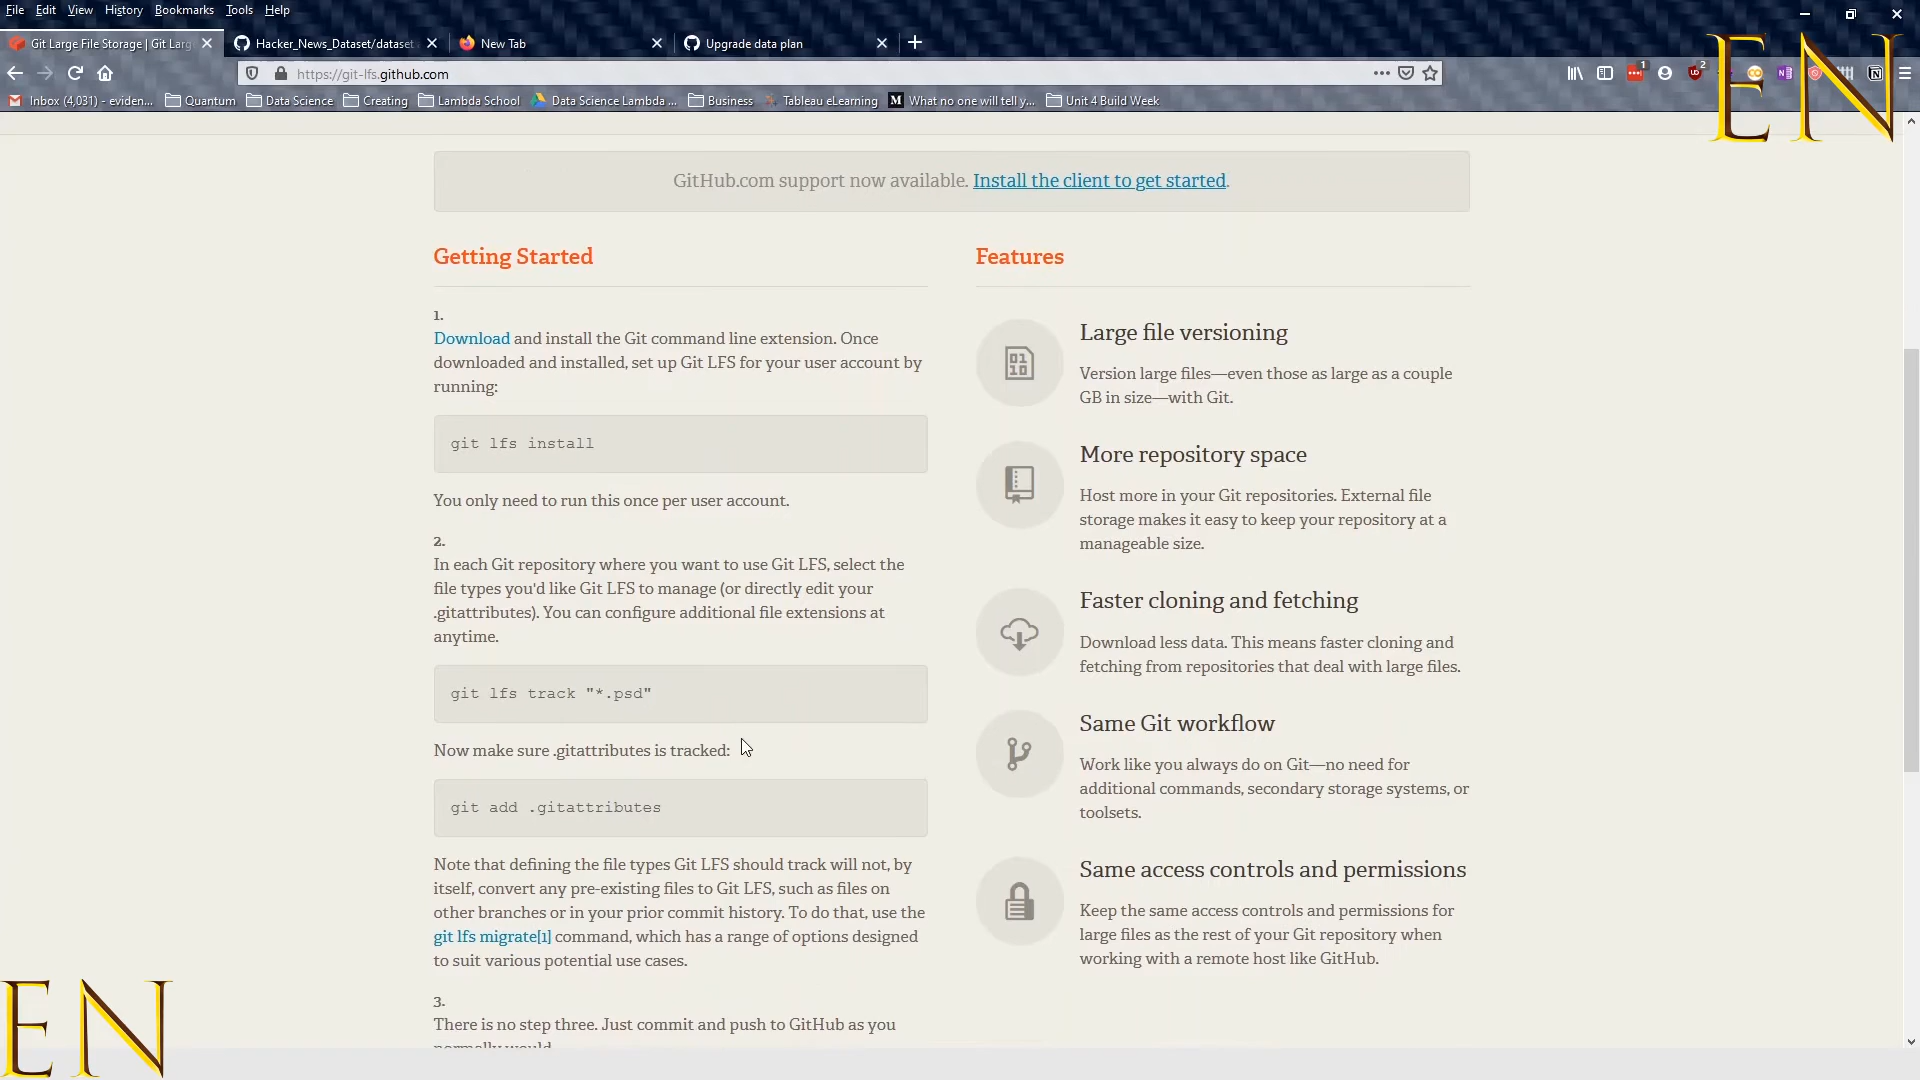 File Edit View History Bookmarks Tools Help
Git Large File Storage | Git Larg
Hacker_News_Dataset/dataset
New Tab
Upgrade data plan
https://git-lfs.github.com
1
2
Inbox (4,031) - eviden...
Quantum
Data Science
Creating
Lambda School
Data Science Lambda ...
Business
Tableau eLearning
What no one will tell y...
Unit 4 Build Week
EN
GitHub.com support now available. Install the client to get started.
Getting Started
1.
Download and install the Git command line extension. Once
downloaded and installed, set up Git LFS for your user account by
running:
git lfs install
You only need to run this once per user account.
2.
In each Git repository where you want to use Git LFS, select the
file types you'd like Git LFS to manage (or directly edit your
.gitattributes). You can configure additional file extensions at
anytime.
git lfs track "*.psd"
Now make sure .gitattributes is tracked:
git add .gitattributes
Note that defining the file types Git LFS should track will not, by
itself, convert any pre-existing files to Git LFS, such as files on
other branches or in your prior commit history. To do that, use the
git lfs migrate[1] command, which has a range of options designed
to suit various potential use cases.
3.
There is no step three. Just commit and push to GitHub as you
normally would
Features
Large file versioning
Version large files—even those as large as a couple
GB in size—with Git.
More repository space
Host more in your Git repositories. External file
storage makes it easy to keep your repository at a
manageable size.
Faster cloning and fetching
Download less data. This means faster cloning and
fetching from repositories that deal with large files.
Same Git workflow
Work like you always do on Git—no need for
additional commands, secondary storage systems, or
toolsets.
Same access controls and permissions
Keep the same access controls and permissions for
large files as the rest of your Git repository when
working with a remote host like GitHub.
EN